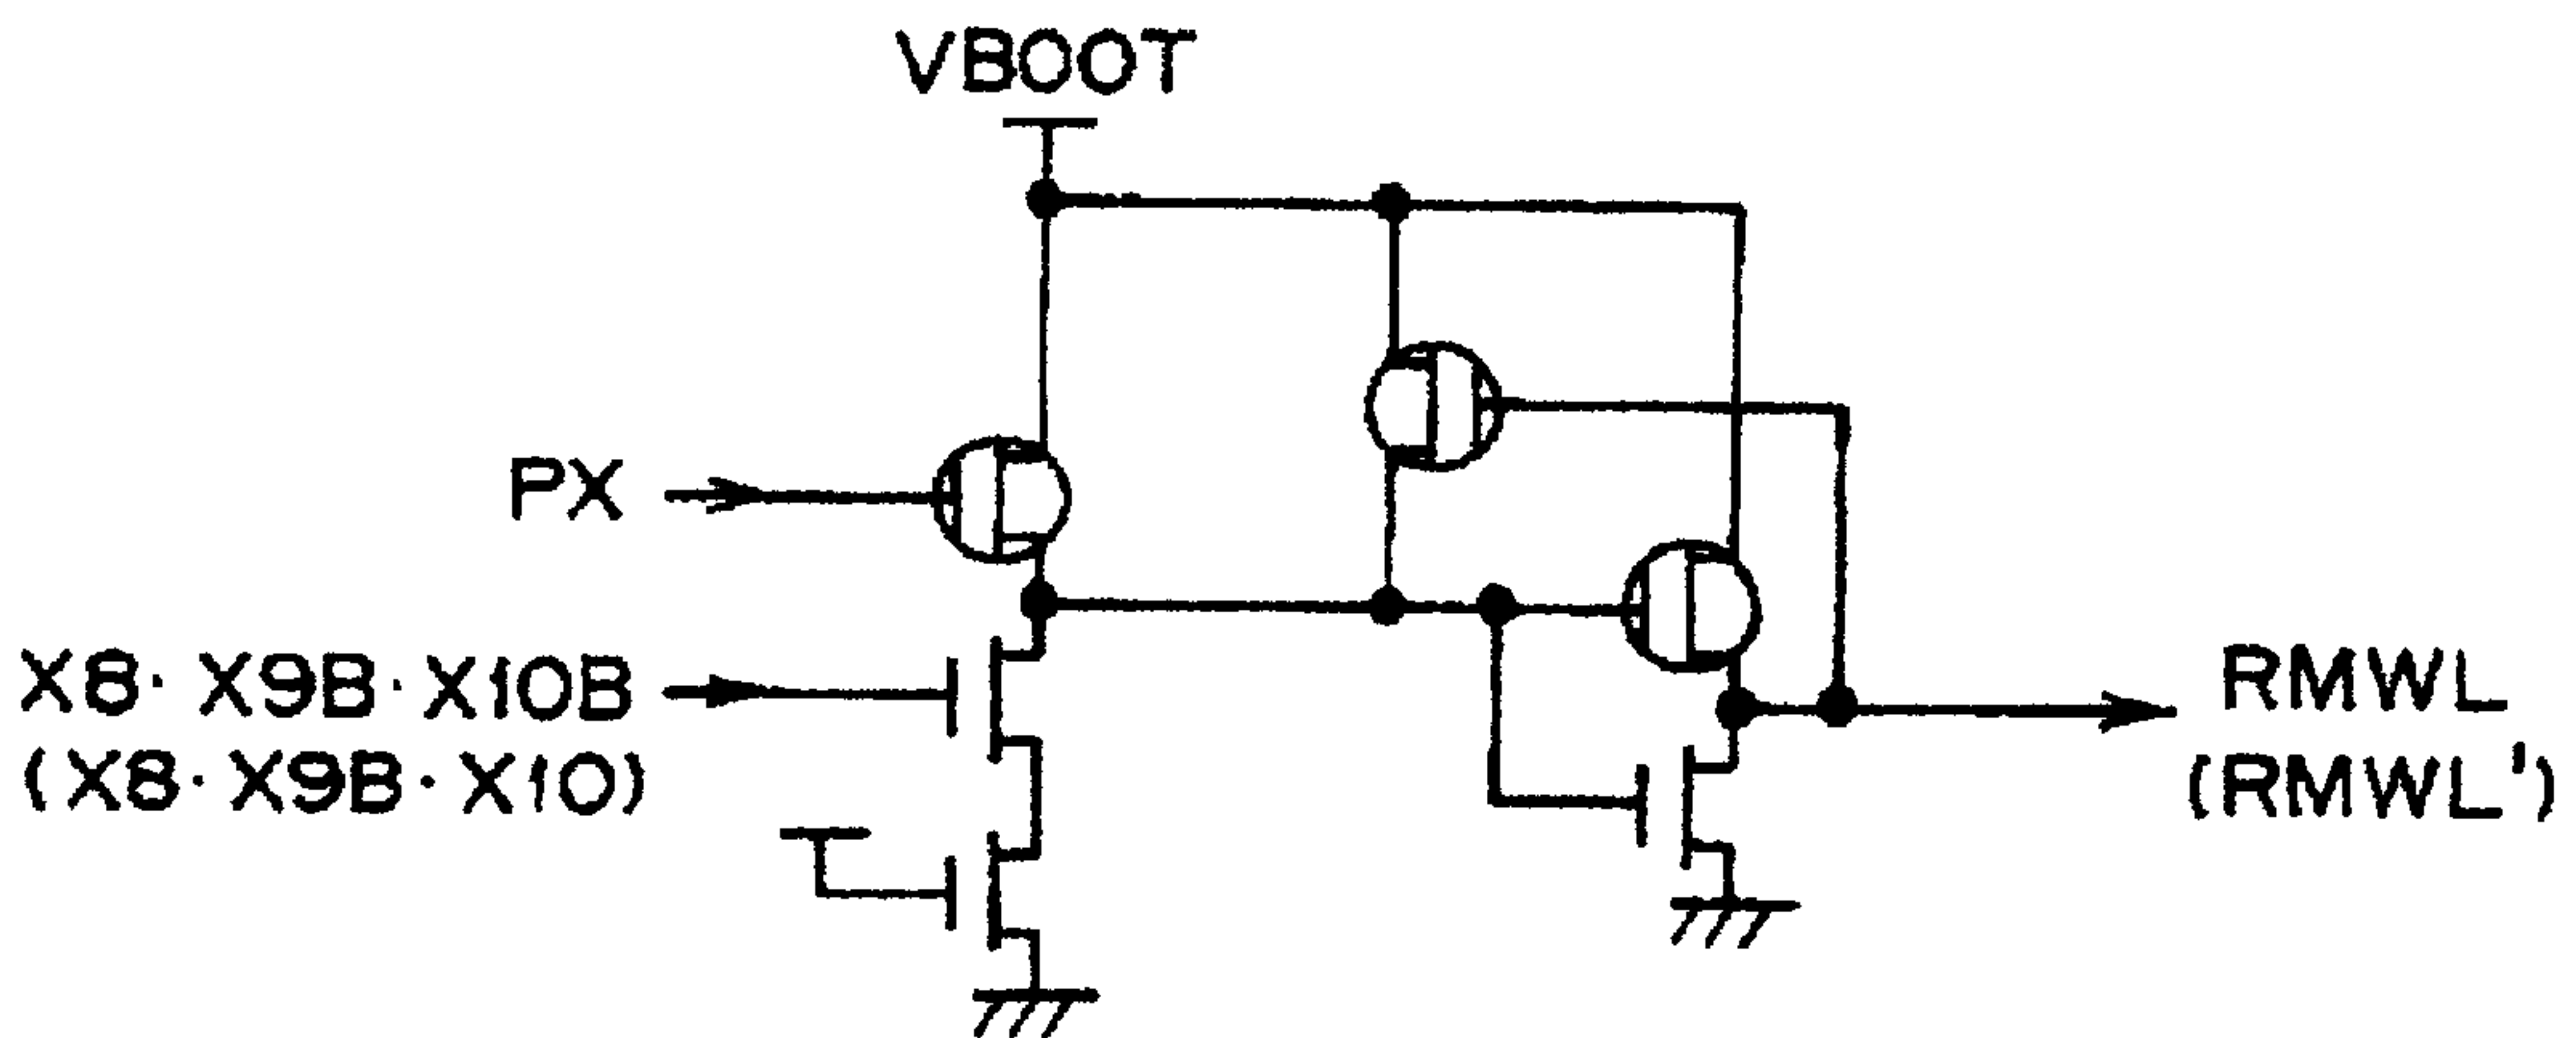 VBOOT
PX
X8· X9B· X10B
(X8· X9B· X10)
RMWL
(RMWL')